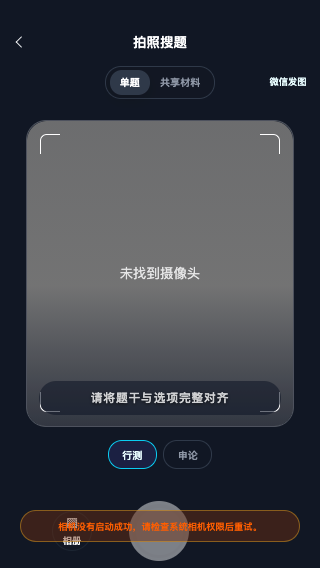 拍照搜题
单题 共享材料
微信发图
未找到摄像头
请将题干与选项完整对齐
行测 申论
相机没有启动成功，请检查系统相机权限后重试。
相册